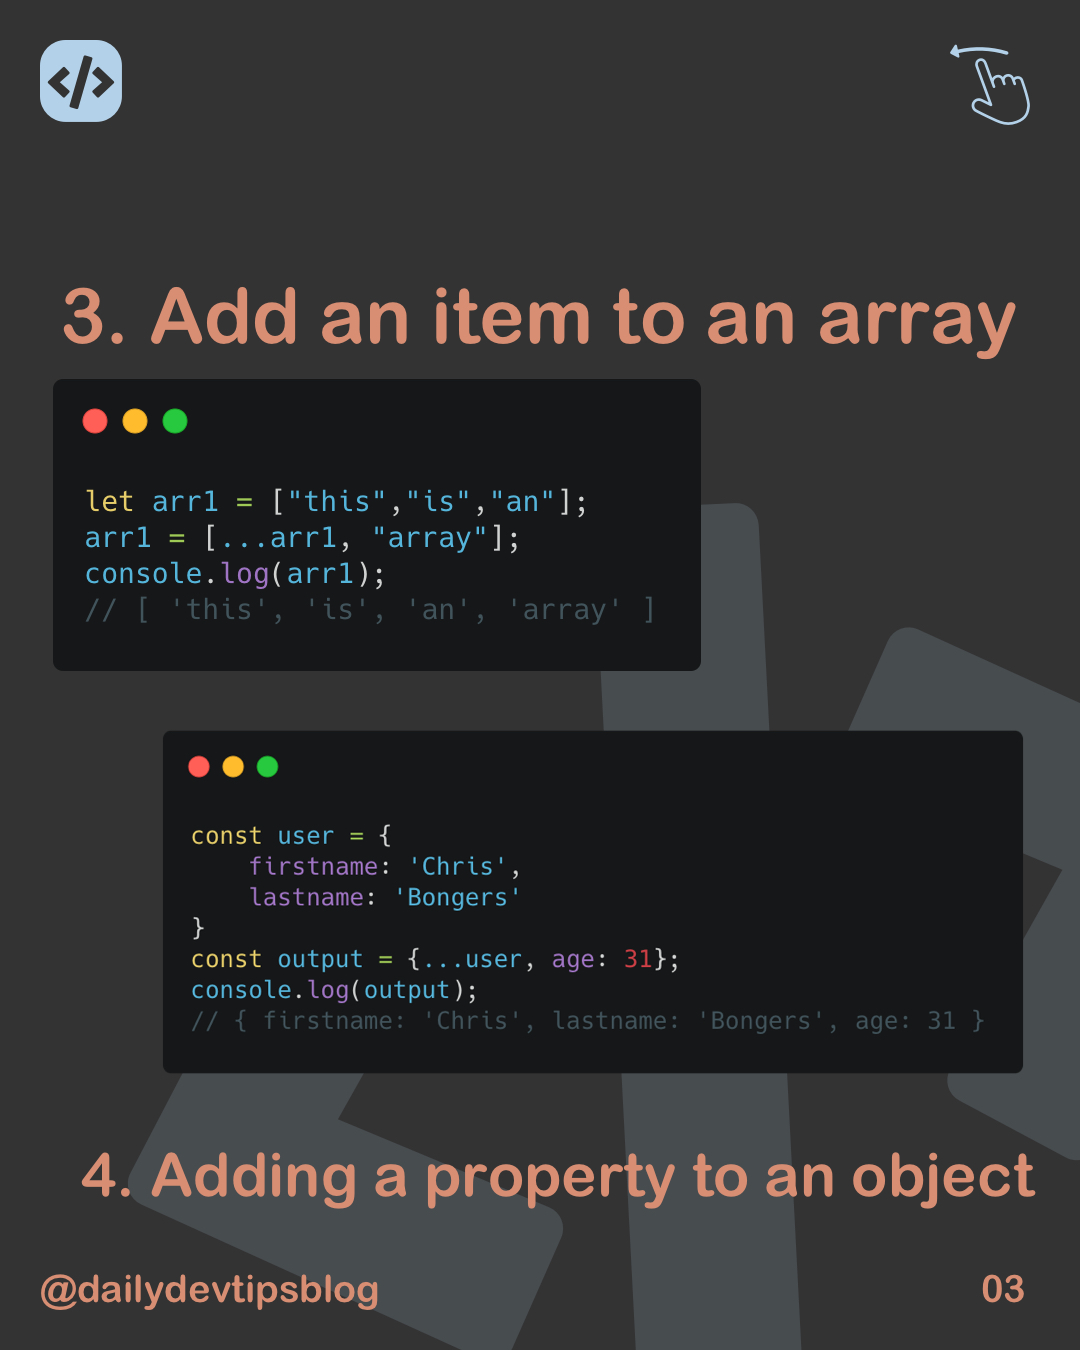 </>
3. Add an item to an array
let arr1 = ["this","is","an"];
arr1 = [...arr1, "array"];
console.log(arr1);
// [ 'this', 'is', 'an', 'array' ]
const user = {
    firstname: 'Chris',
    lastname: 'Bongers'
}
const output = {...user, age: 31};
console.log(output);
// { firstname: 'Chris', lastname: 'Bongers', age: 31 }
4. Adding a property to an object
@dailydevtipsblog
03